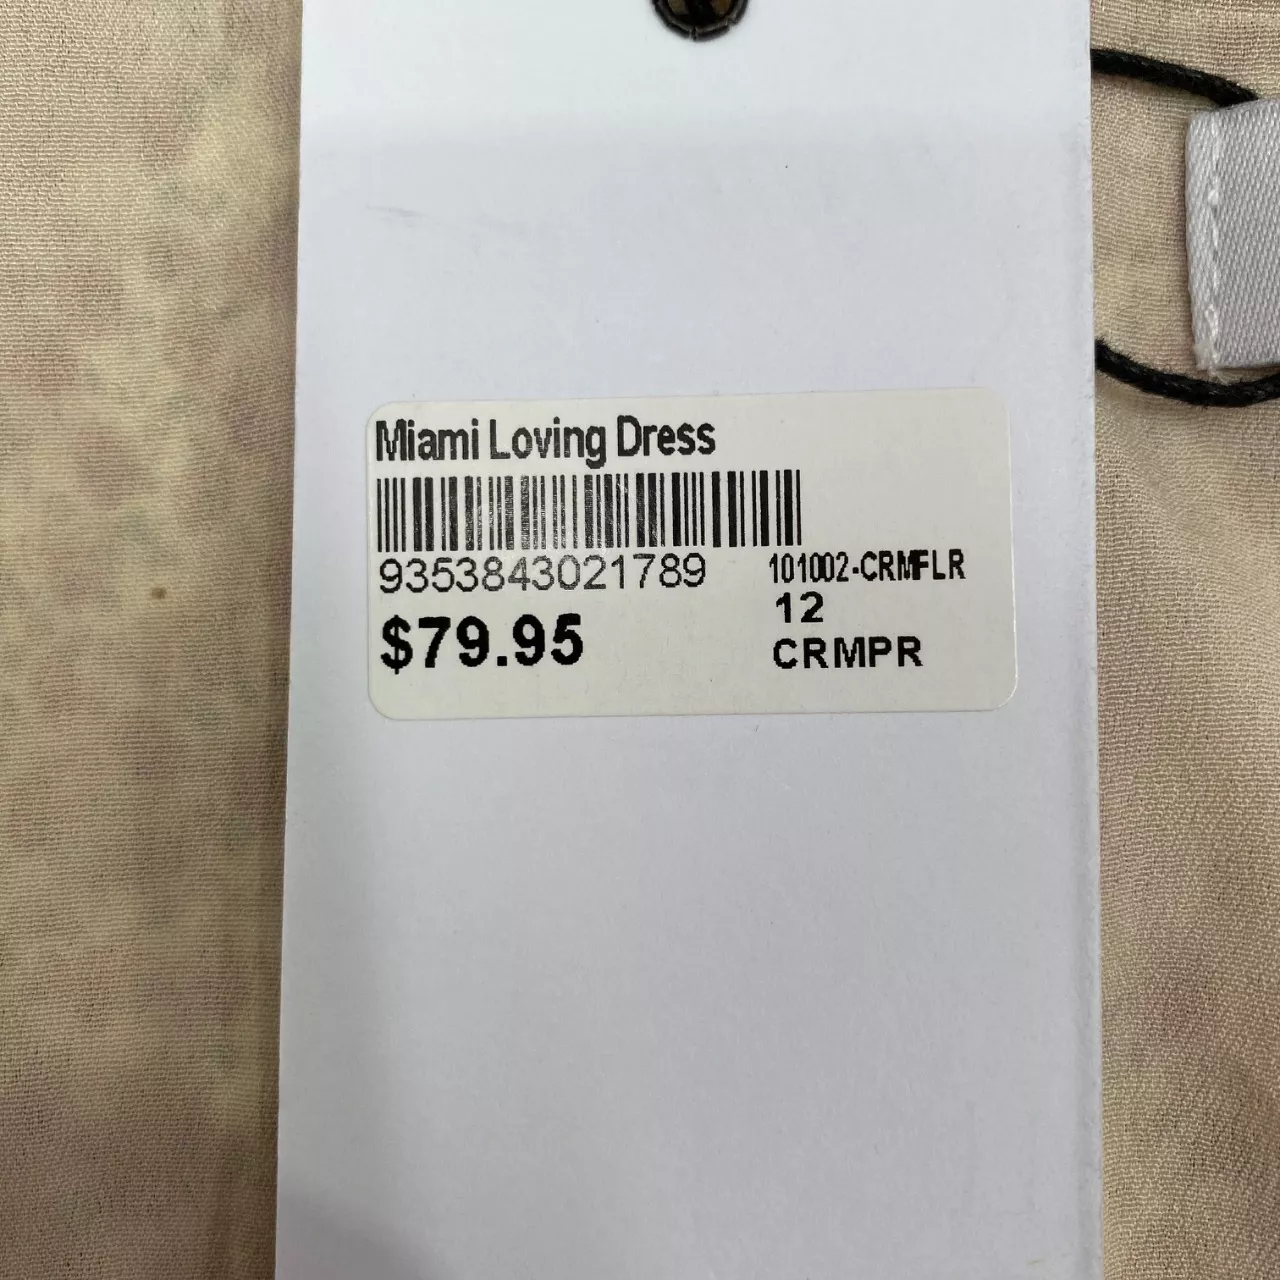 Miami Loving Dress
9353843021789
101002-CRMFLR
$79.95
12
CRMPR